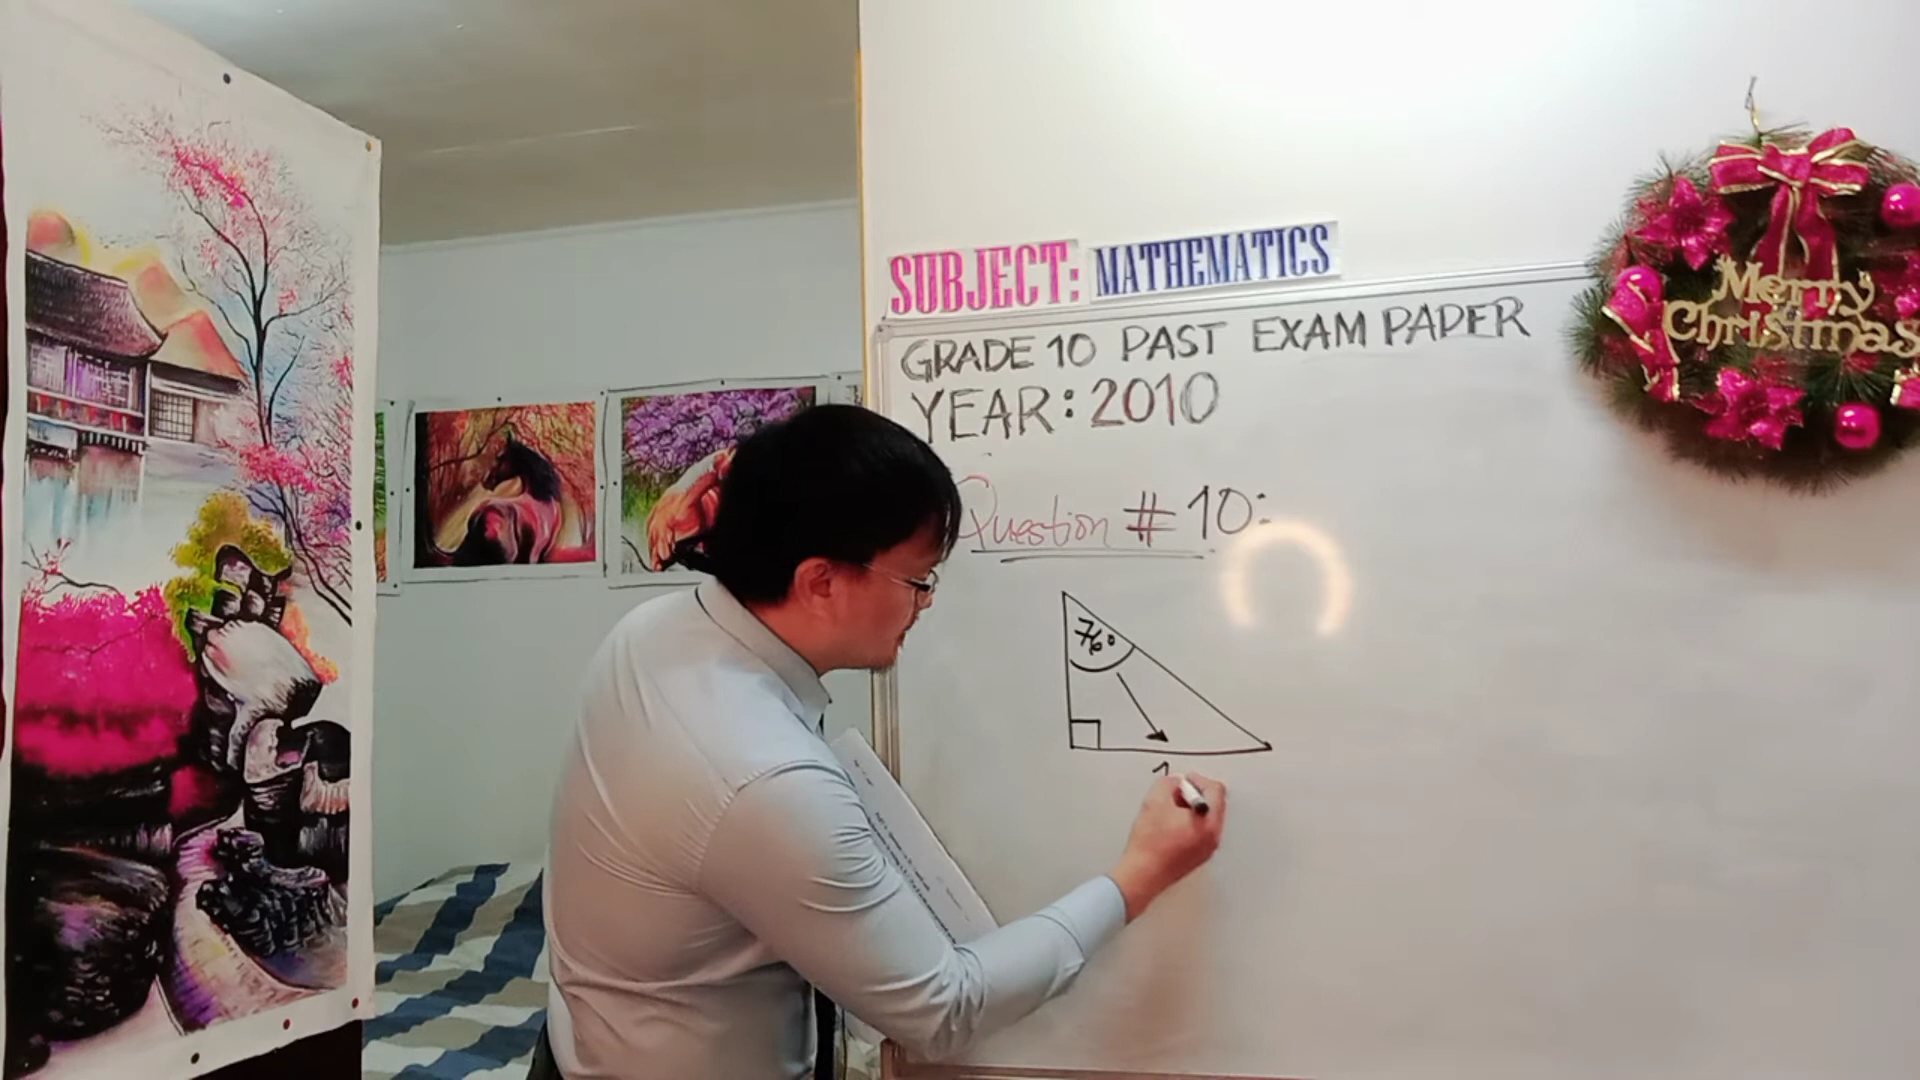 SUBJECT: MATHEMATICS
GRADE 10 PAST EXAM PAPER
YEAR: 2010
Question # 10:
76°
Merry
Christmas